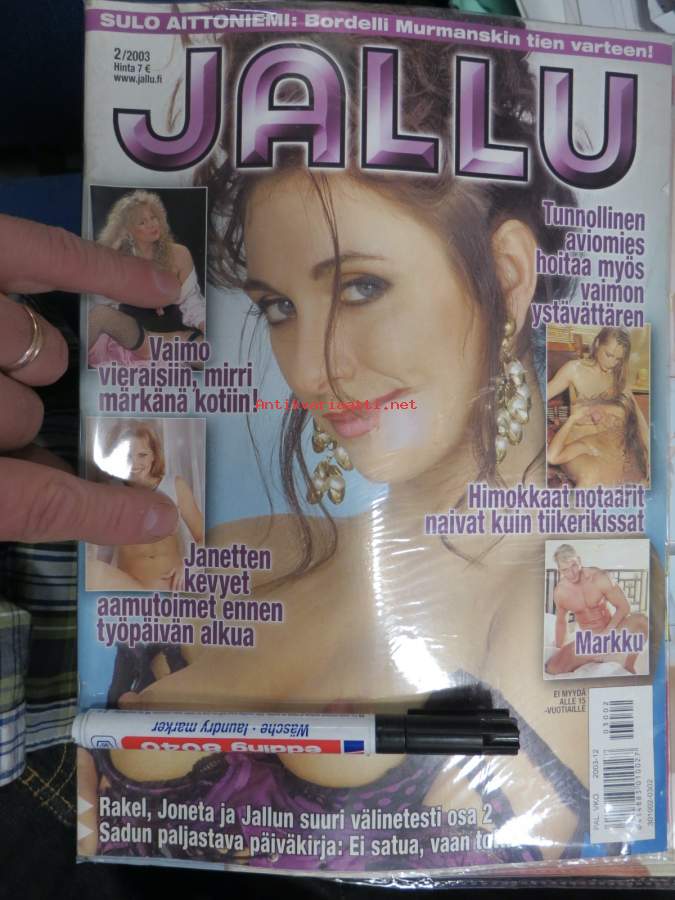 SULO AITTONIEMI: Bordelli Murmanskin tien varteen!
2/2003
Hinta 7 €
www.jallu.fi
JALLU
Tunnollinen
aviomies
hoitaa myös
vaimon
ystävättären
Vaimo
vieraisiin, mirri
märkänä kotiin!
Antikvariaatti.net
Himokkaat notaarit
naivat kuin tiikerikissat
Janetten
kevyet
aamutoimet ennen
työpäivän alkua
Markku
EI MYYDÄ
ALLE 15
-VUOTIAILLE
03002
PAL. VKO 2003-12
301002-0302
edding 8040
Wäsche · laundry marker
Rakel, Joneta ja Jallun suuri välinetesti osa 2
Sadun paljastava päiväkirja: Ei satua, vaan